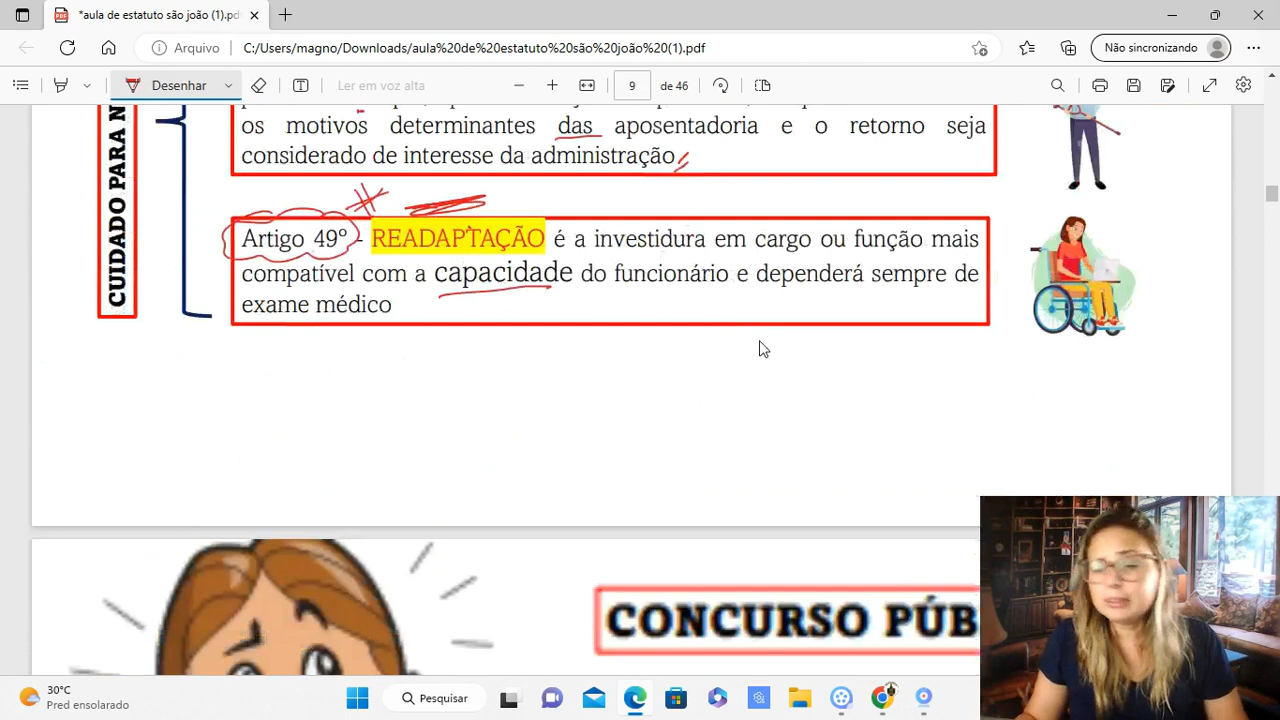 *aula de estatuto são joão (1).pdf
Arquivo
C:/Users/magno/Downloads/aula%20de%20estatuto%20são%20joão%20(1).pdf
Não sincronizando
Desenhar
Ler em voz alta
9
de 46
os motivos determinantes das aposentadoria e o retorno seja
considerado de interesse da administração
CUIDADO PARA N
Artigo 49º - READAPTAÇÃO é a investidura em cargo ou função mais
compatível com a capacidade do funcionário e dependerá sempre de
exame médico
CONCURSO PÚB
30°C
Pred ensolarado
Pesquisar